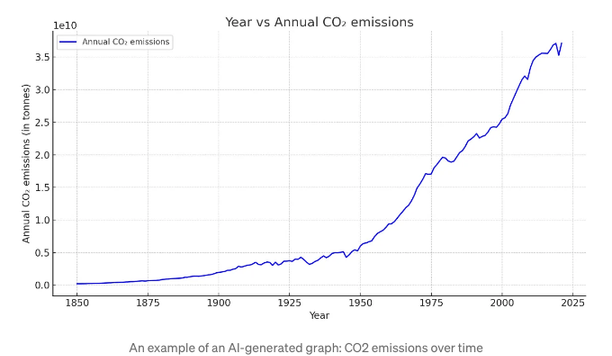 Year vs Annual CO₂ emissions
1e10
Annual CO₂ emissions
Annual CO₂ emissions (in tonnes)
3.5
3.0
2.5
2.0
1.5
1.0
0.5
0.0
1850 1875 1900 1925 1950 1975 2000 2025
Year
An example of an AI-generated graph: CO2 emissions over time